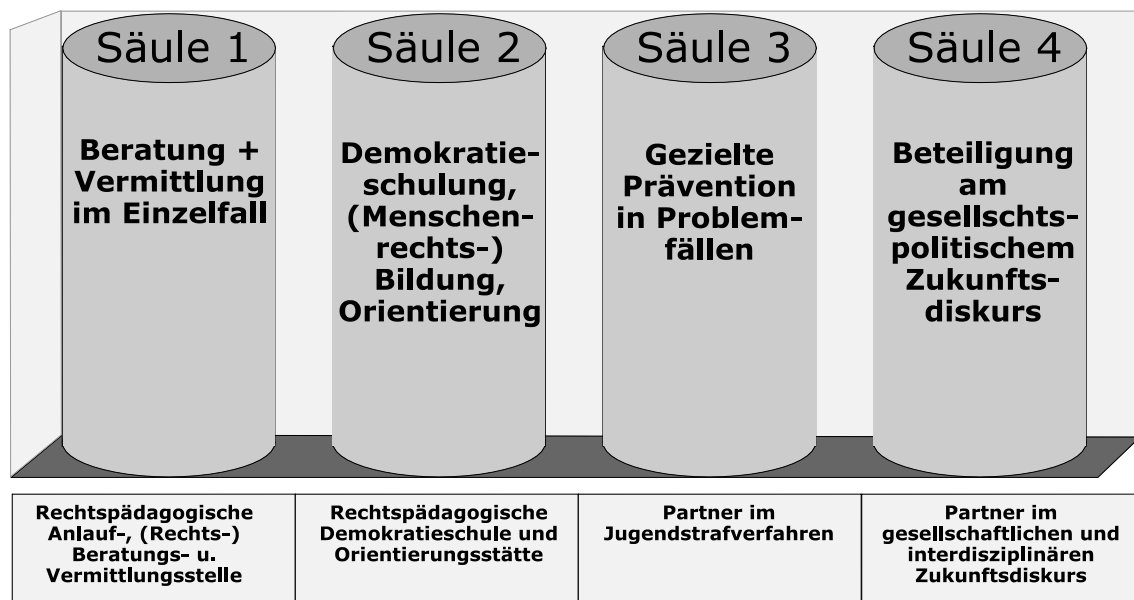 Säule 1
Beratung +
Vermittlung
im Einzelfall
Säule 2
Demokratie-
schulung,
(Menschen-
rechts-)
Bildung,
Orientierung
Säule 3
Gezielte
Prävention
in Problem-
fällen
Säule 4
Beteiligung
am
gesellschts-
politischem
Zukunfts-
diskurs
Rechtspädagogische
Anlauf-, (Rechts-)
Beratungs- u.
Vermittlungsstelle
Rechtspädagogische
Demokratieschule und
Orientierungsstätte
Partner im
Jugendstrafverfahren
Partner im
gesellschaftlichen und
interdisziplinären
Zukunftsdiskurs